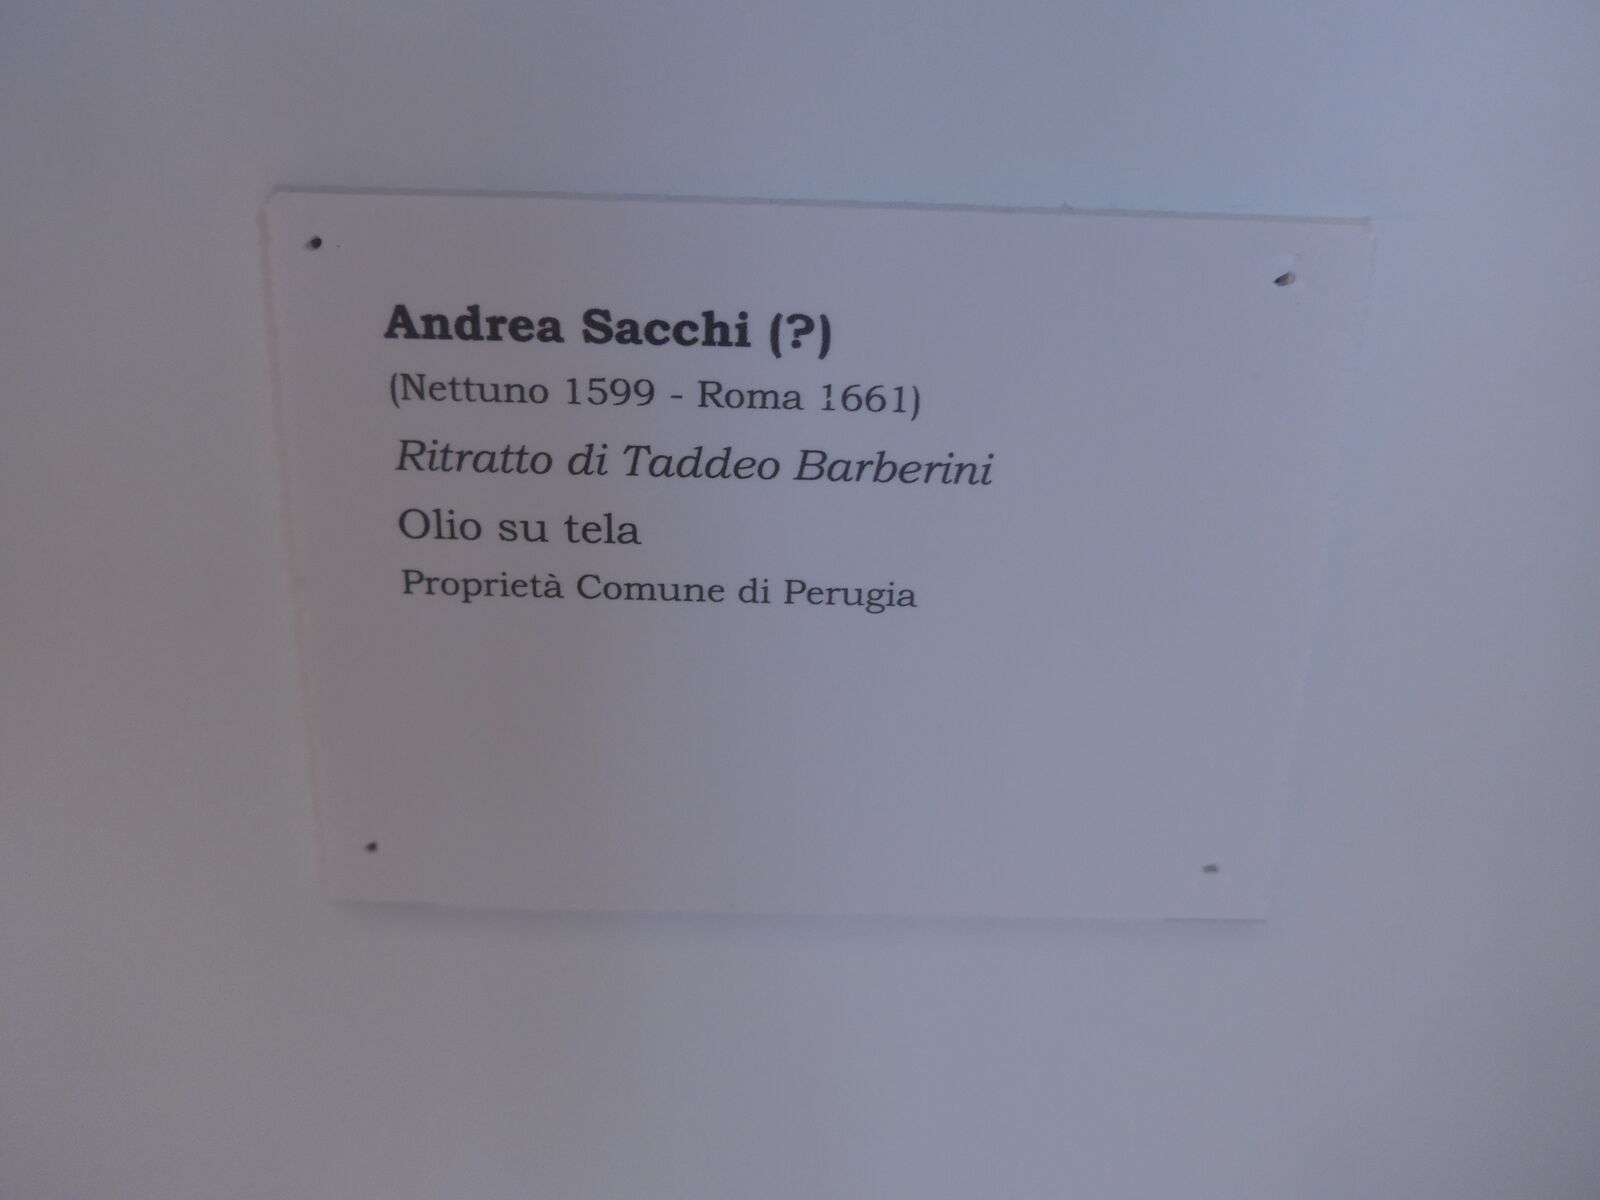 Andrea Sacchi (?)
(Nettuno 1599 - Roma 1661)
Ritratto di Taddeo Barberini
Olio su tela
Proprietà Comune di Perugia